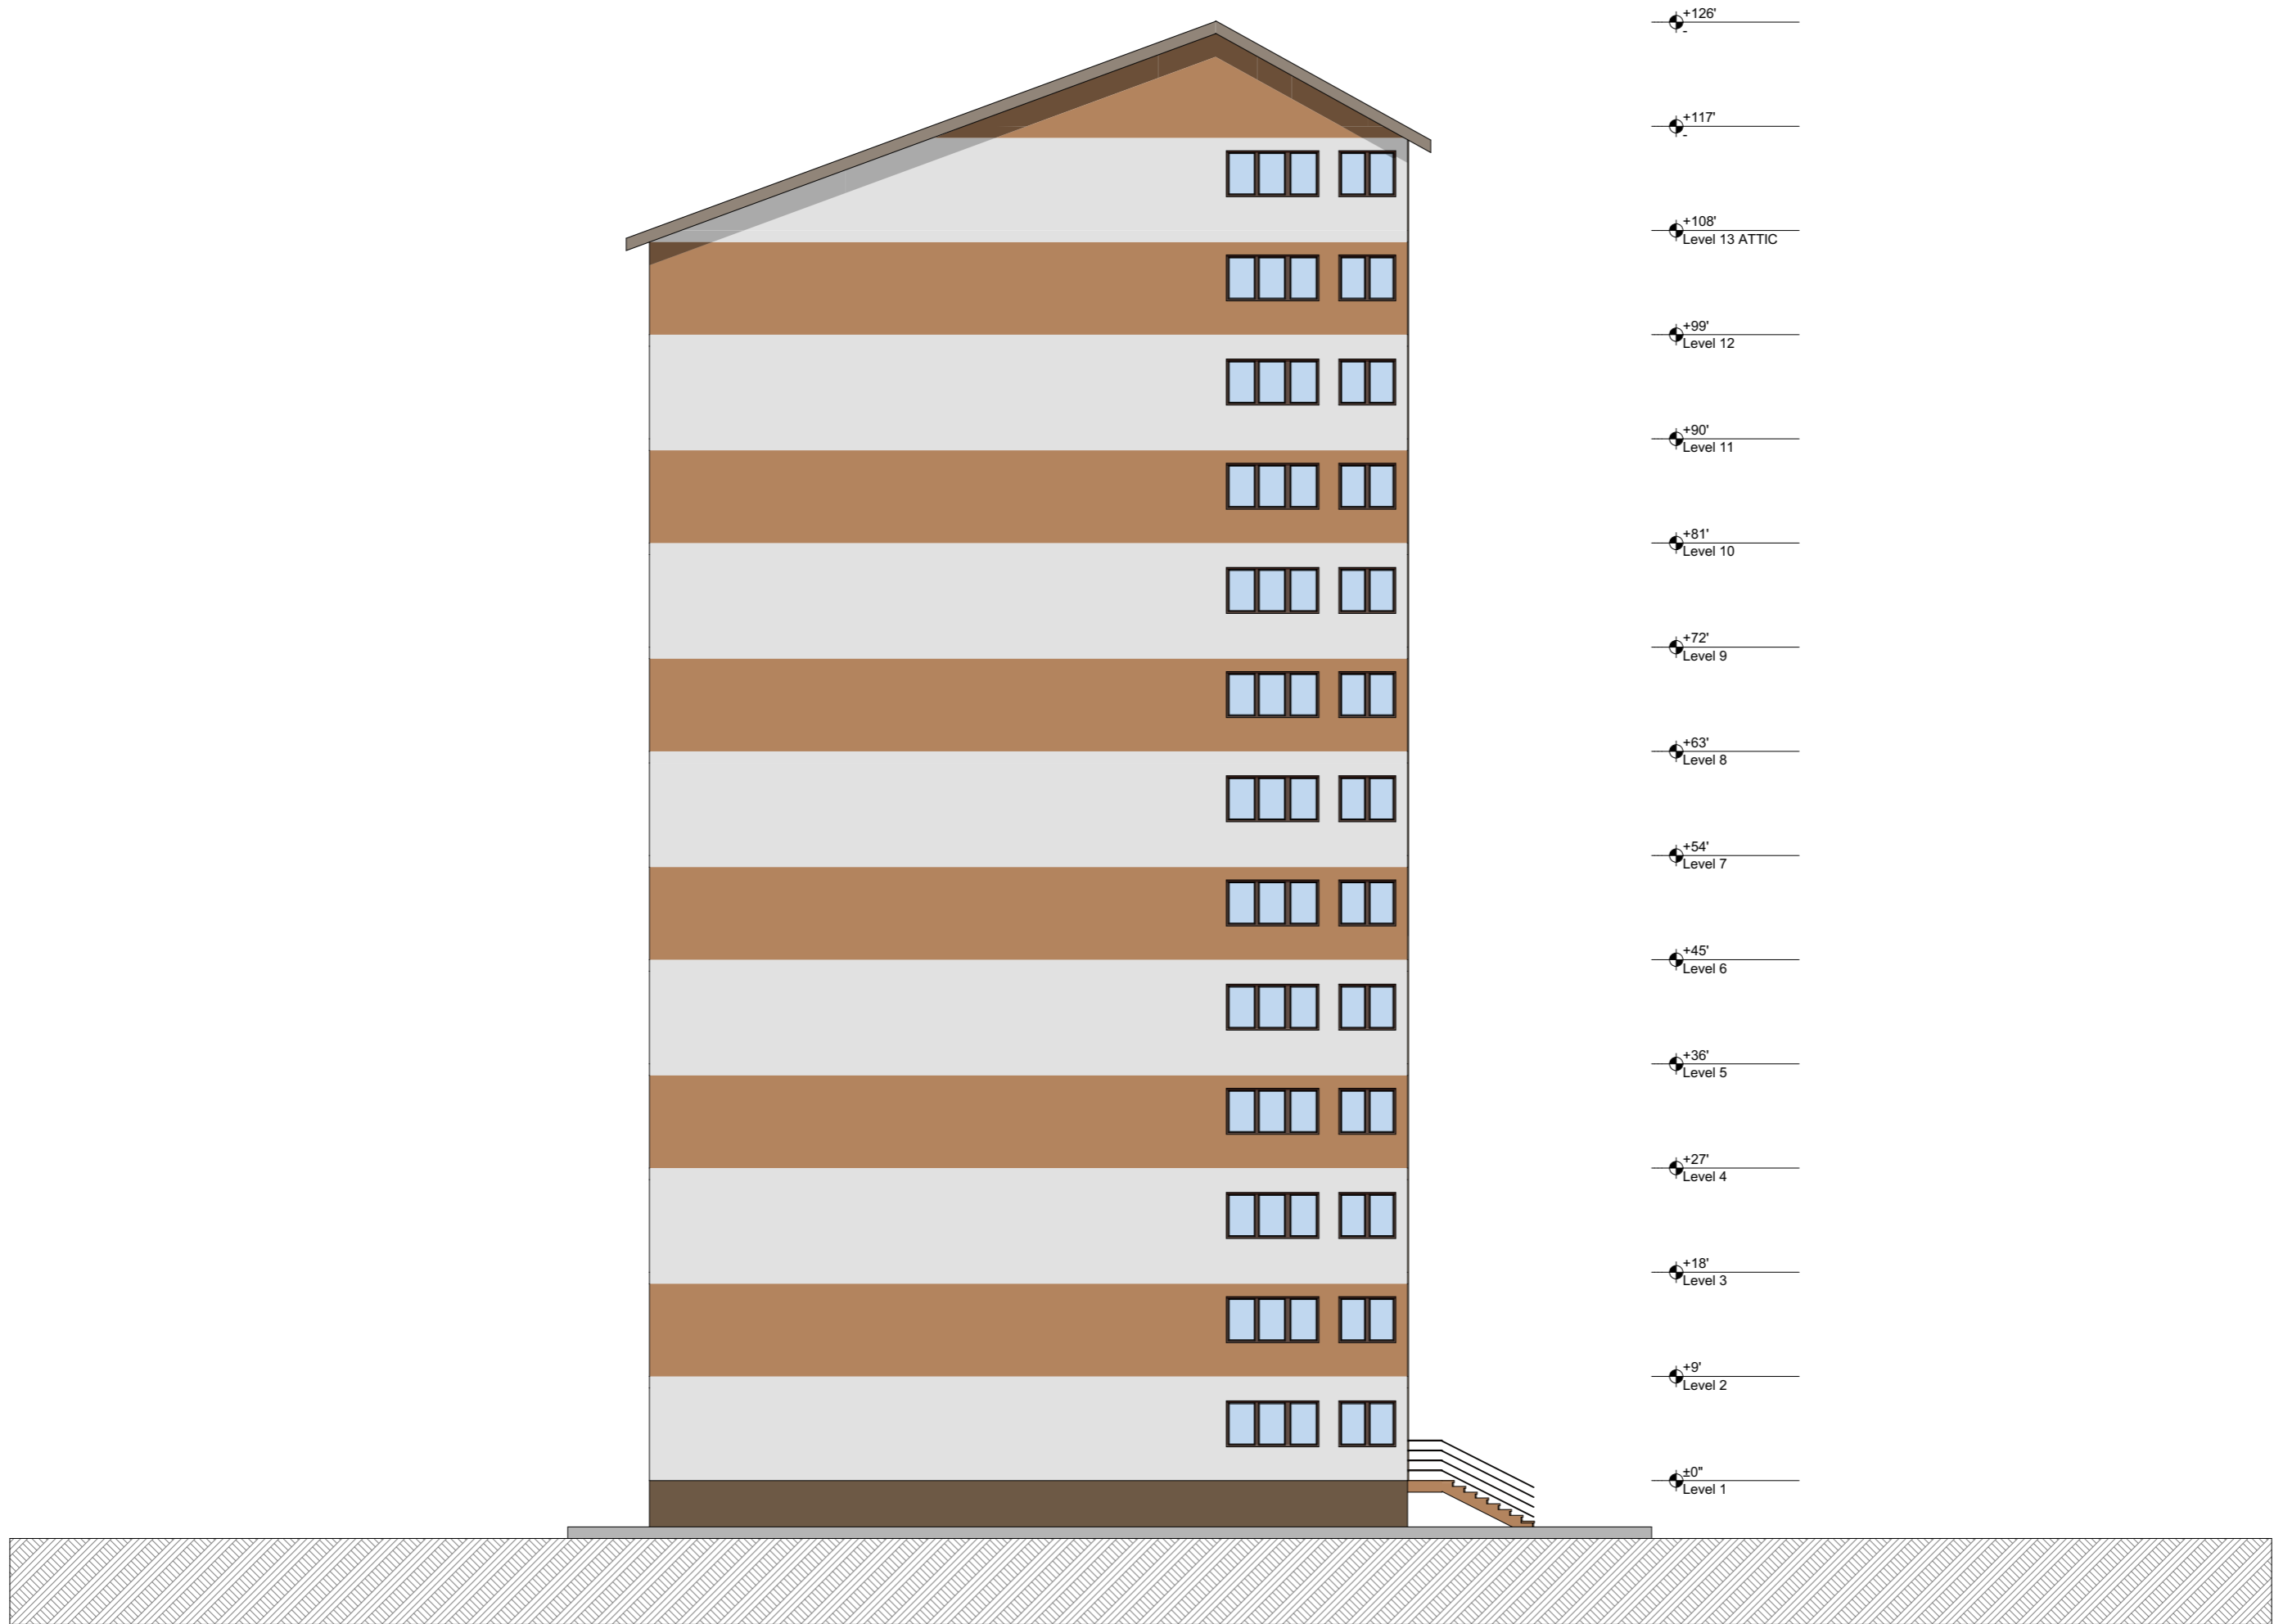 +126'
-
+117'
-
+108'
Level 13 ATTIC
+99'
Level 12
+90'
Level 11
+81'
Level 10
+72'
Level 9
+63'
Level 8
+54'
Level 7
+45'
Level 6
+36'
Level 5
+27'
Level 4
+18'
Level 3
+9'
Level 2
±0"
Level 1